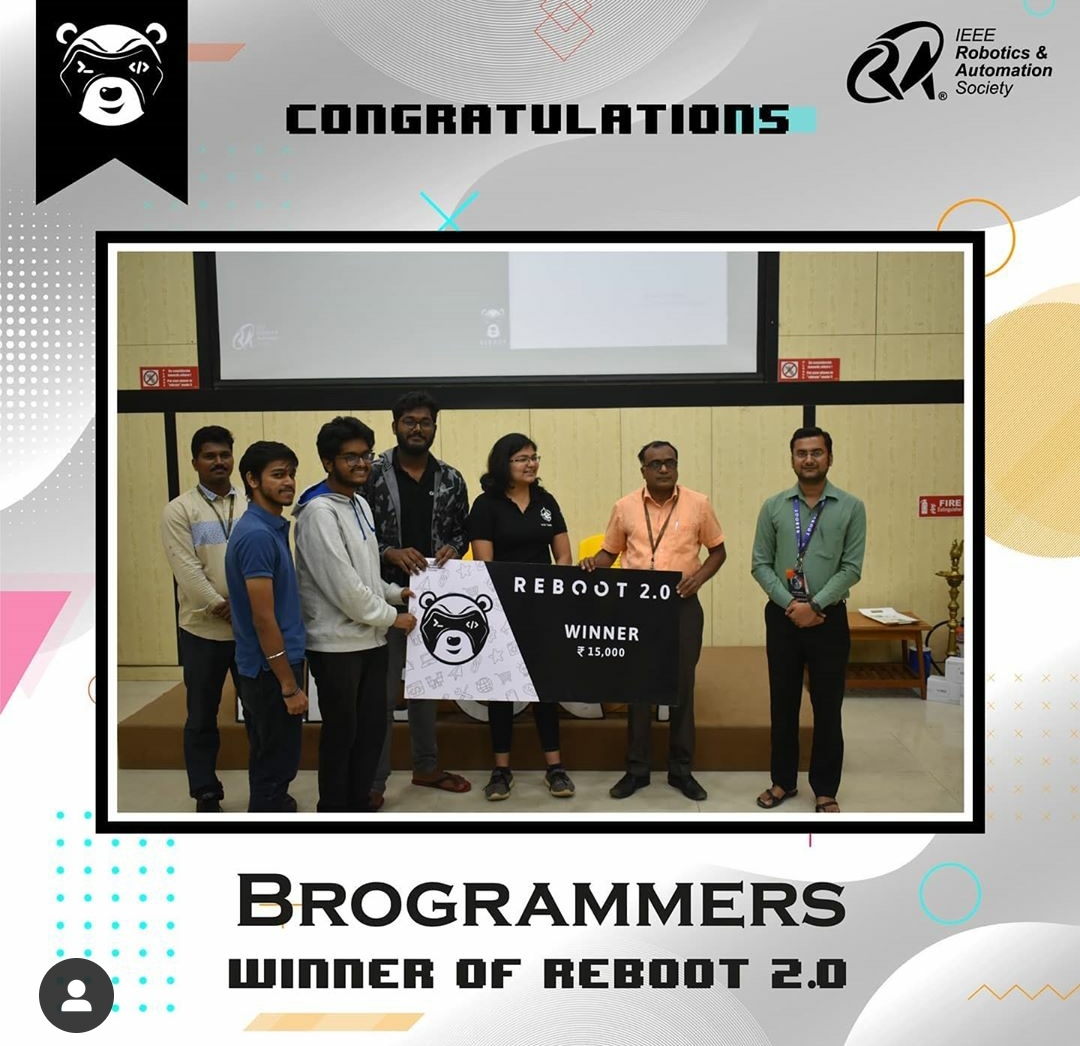 IEEE
Robotics &
Automation
Society
CONGRATULATIONS
FIRE
REBOOT 2.0
WINNER
₹ 15,000
BROGRAMMERS
WINNER OF REBOOT 2.0